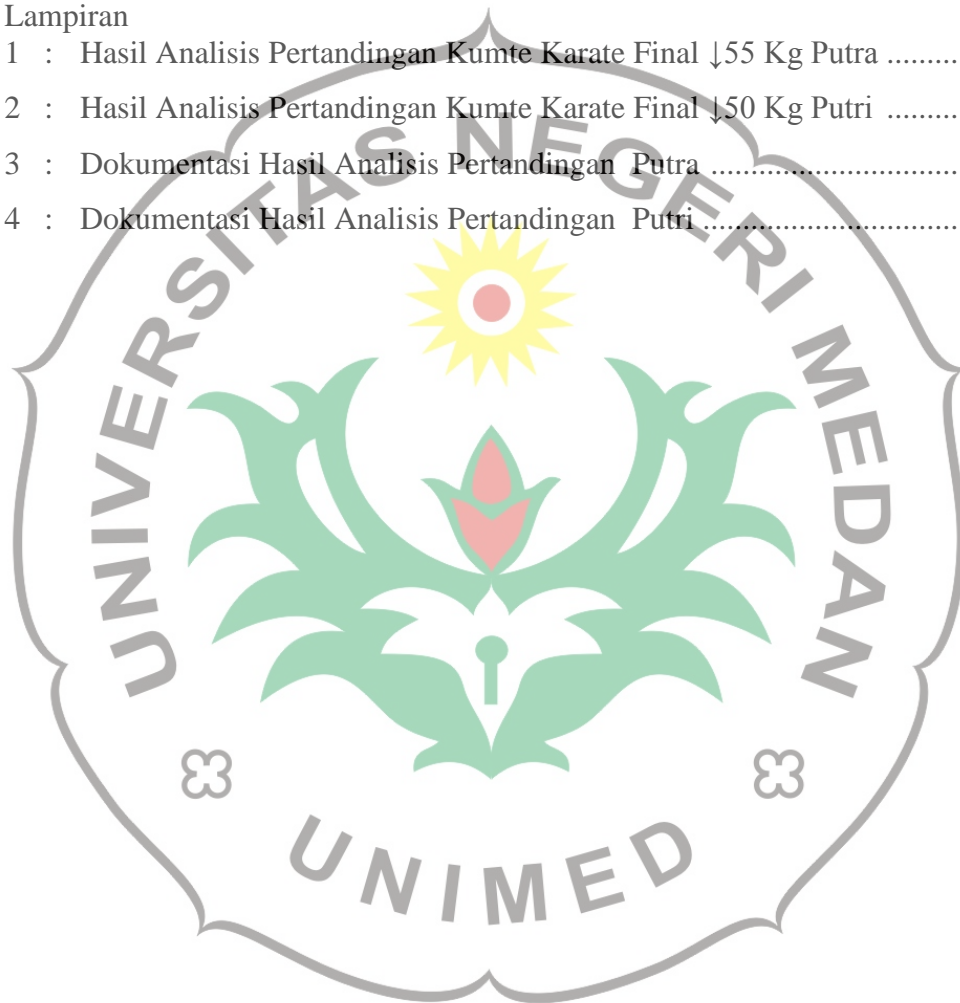 Lampiran
1 : Hasil Analisis Pertandingan Kumte Karate Final ↓55 Kg Putra ..........
2 : Hasil Analisis Pertandingan Kumte Karate Final ↓50 Kg Putri ..........
3 : Dokumentasi Hasil Analisis Pertandingan Putra ..................................
4 : Dokumentasi Hasil Analisis Pertandingan Putri ...................................
UNIVERSITAS NEGERI MEDAN
UNIMED